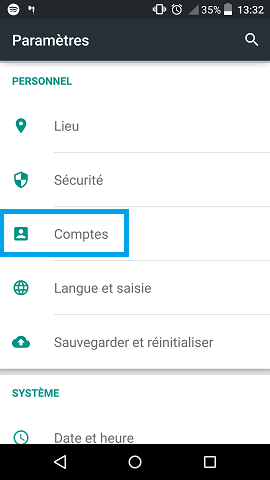 35% 13:32
Paramètres
PERSONNEL
Lieu
Sécurité
Comptes
Langue et saisie
Sauvegarder et réinitialiser
SYSTÈME
Date et heure